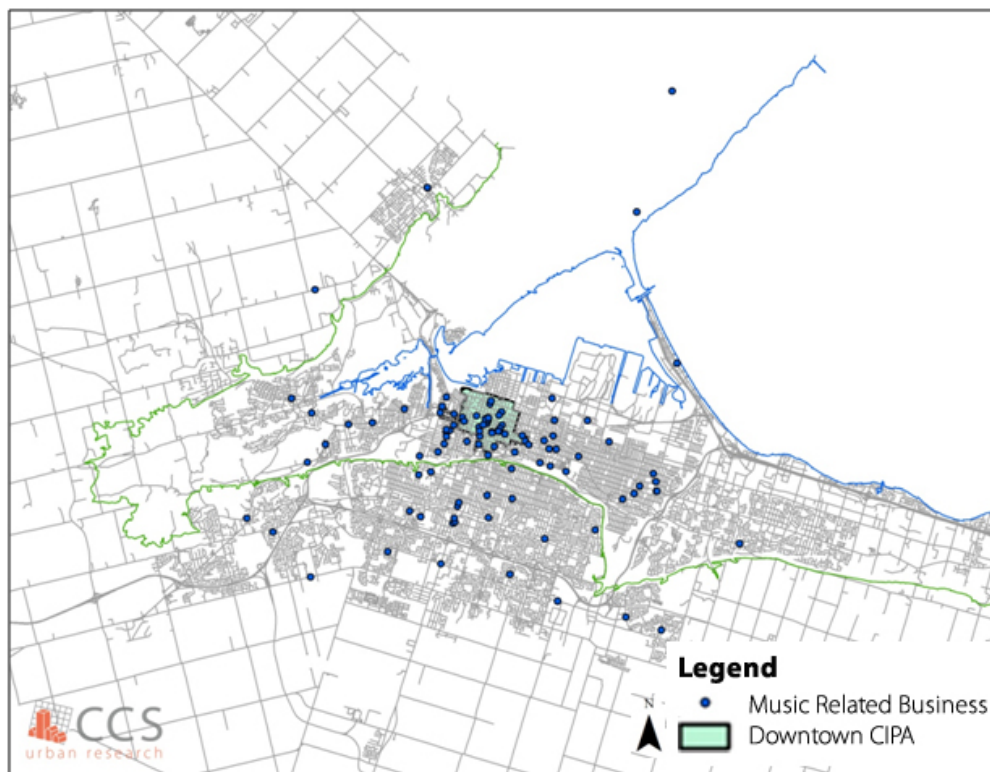 Legend
N
Music Related Business
Downtown CIPA
CCS
urban research